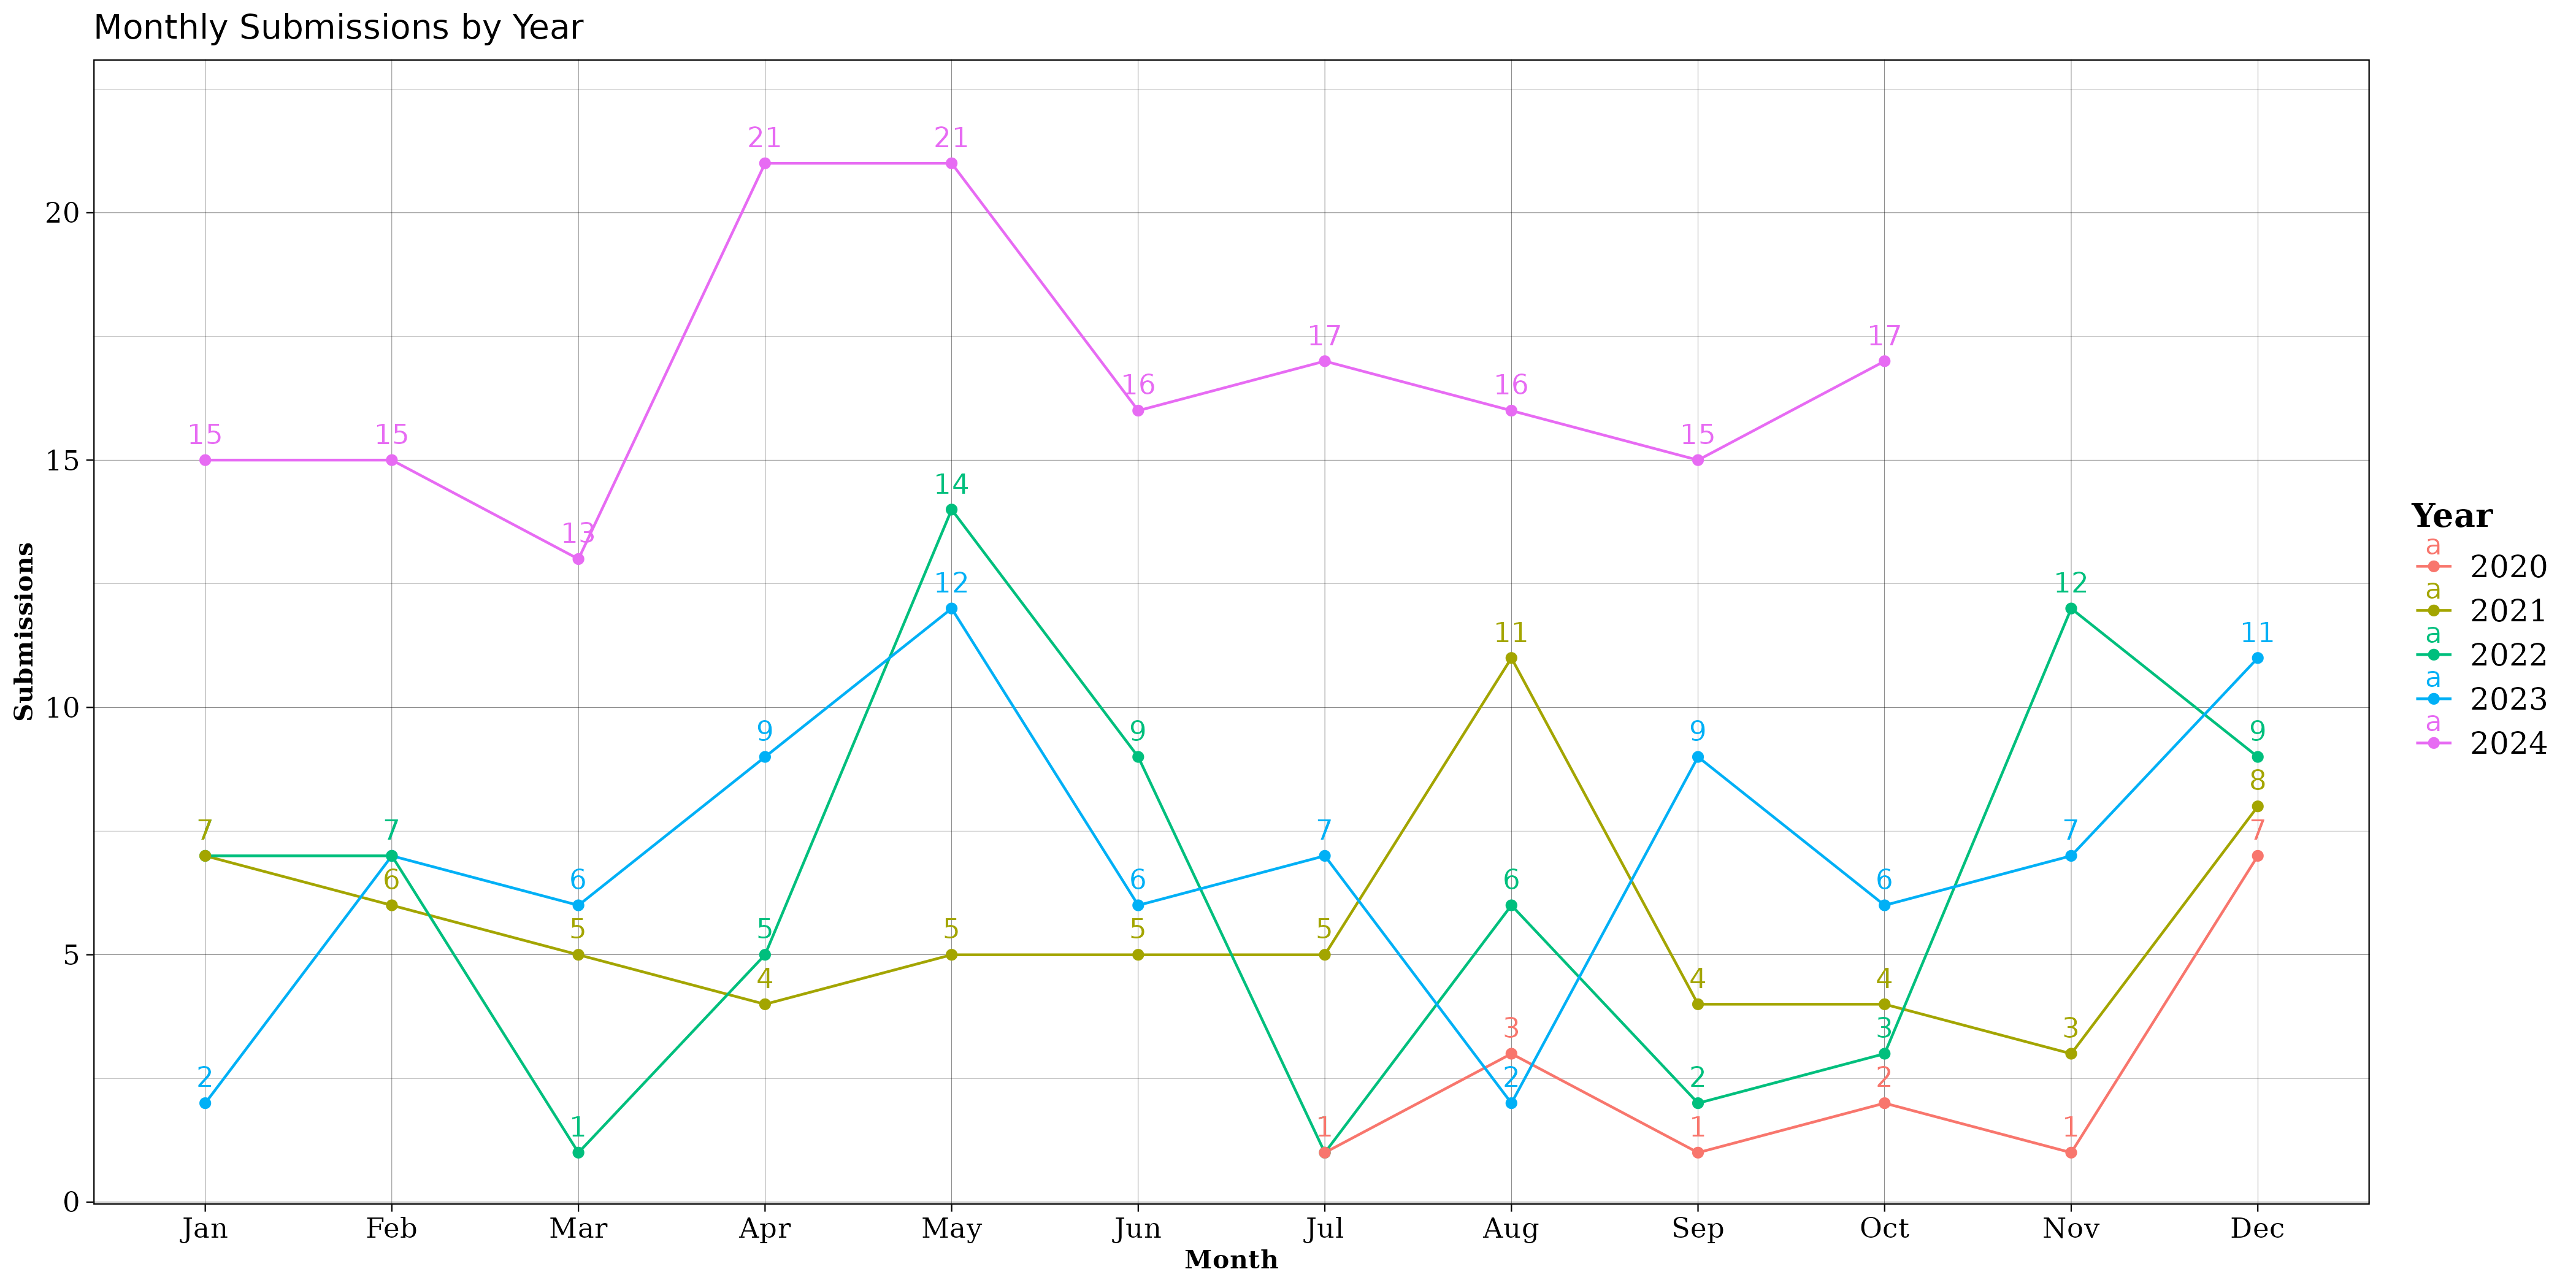 Monthly Submissions by Year
21 21
20
17 17
16 16
15 15 15
15
14
13
12 12
11 11
10
9 9 9 9
8
7 7 7 7 7
6 6 6 6 6
5 5 5 5 5
5
4 4 4
3 3 3
2 2 2 2
1 1 1 1
0
Jan Feb Mar Apr May Jun Jul Aug Sep Oct Nov Dec
Month
Submissions
Year
a
2020
a
2021
a
2022
a
2023
a
2024